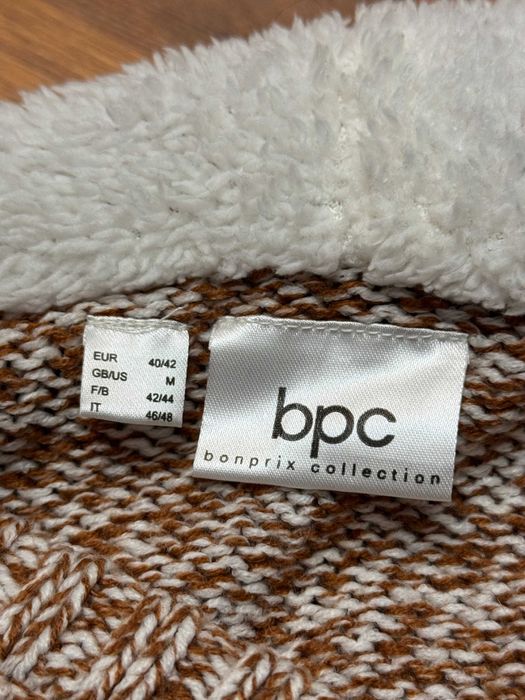 EUR 40/42
GB/US M
F/B 42/44
IT 46/48
bpc
bonprix collection